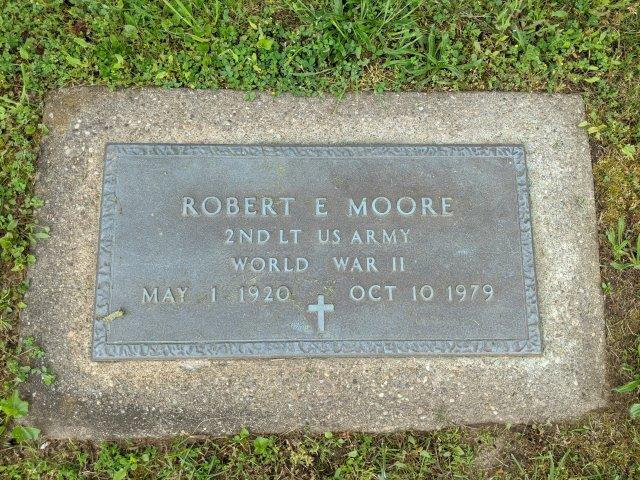 ROBERT E MOORE
2ND LT US ARMY
WORLD WAR II
MAY 1 1920 OCT 10 1979